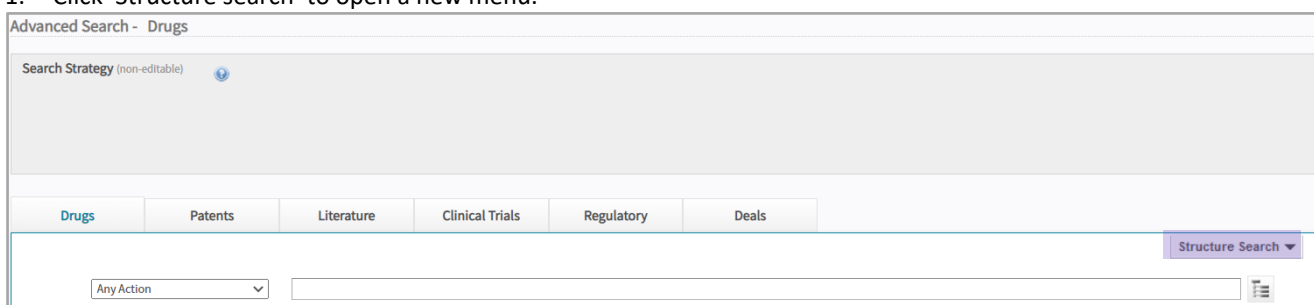 1. Click 'Structure search' to open a new menu.
Advanced Search - Drugs
Search Strategy (non-editable)
Drugs Patents Literature Clinical Trials Regulatory Deals
Structure Search
Any Action